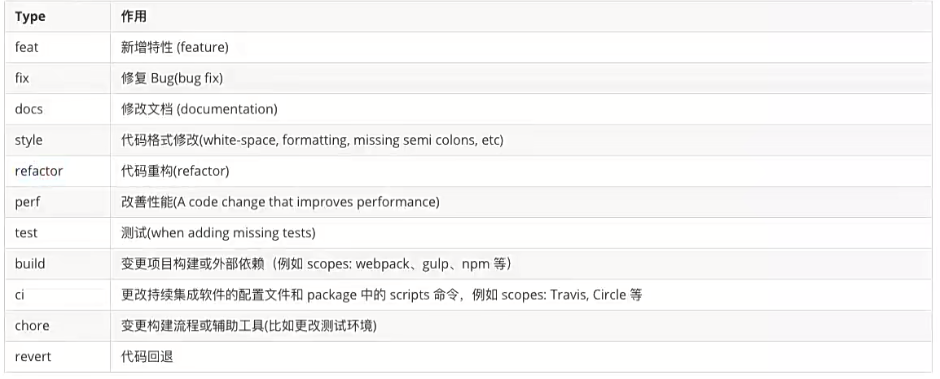 Type 作用
feat 新增特性 (feature)
fix 修复 Bug(bug fix)
docs 修改文档 (documentation)
style 代码格式修改(white-space, formatting, missing semi colons, etc)
refactor 代码重构(refactor)
perf 改善性能(A code change that improves performance)
test 测试(when adding missing tests)
build 变更项目构建或外部依赖（例如 scopes: webpack、gulp、npm 等）
ci 更改持续集成软件的配置文件和 package 中的 scripts 命令，例如 scopes: Travis, Circle 等
chore 变更构建流程或辅助工具(比如更改测试环境)
revert 代码回退